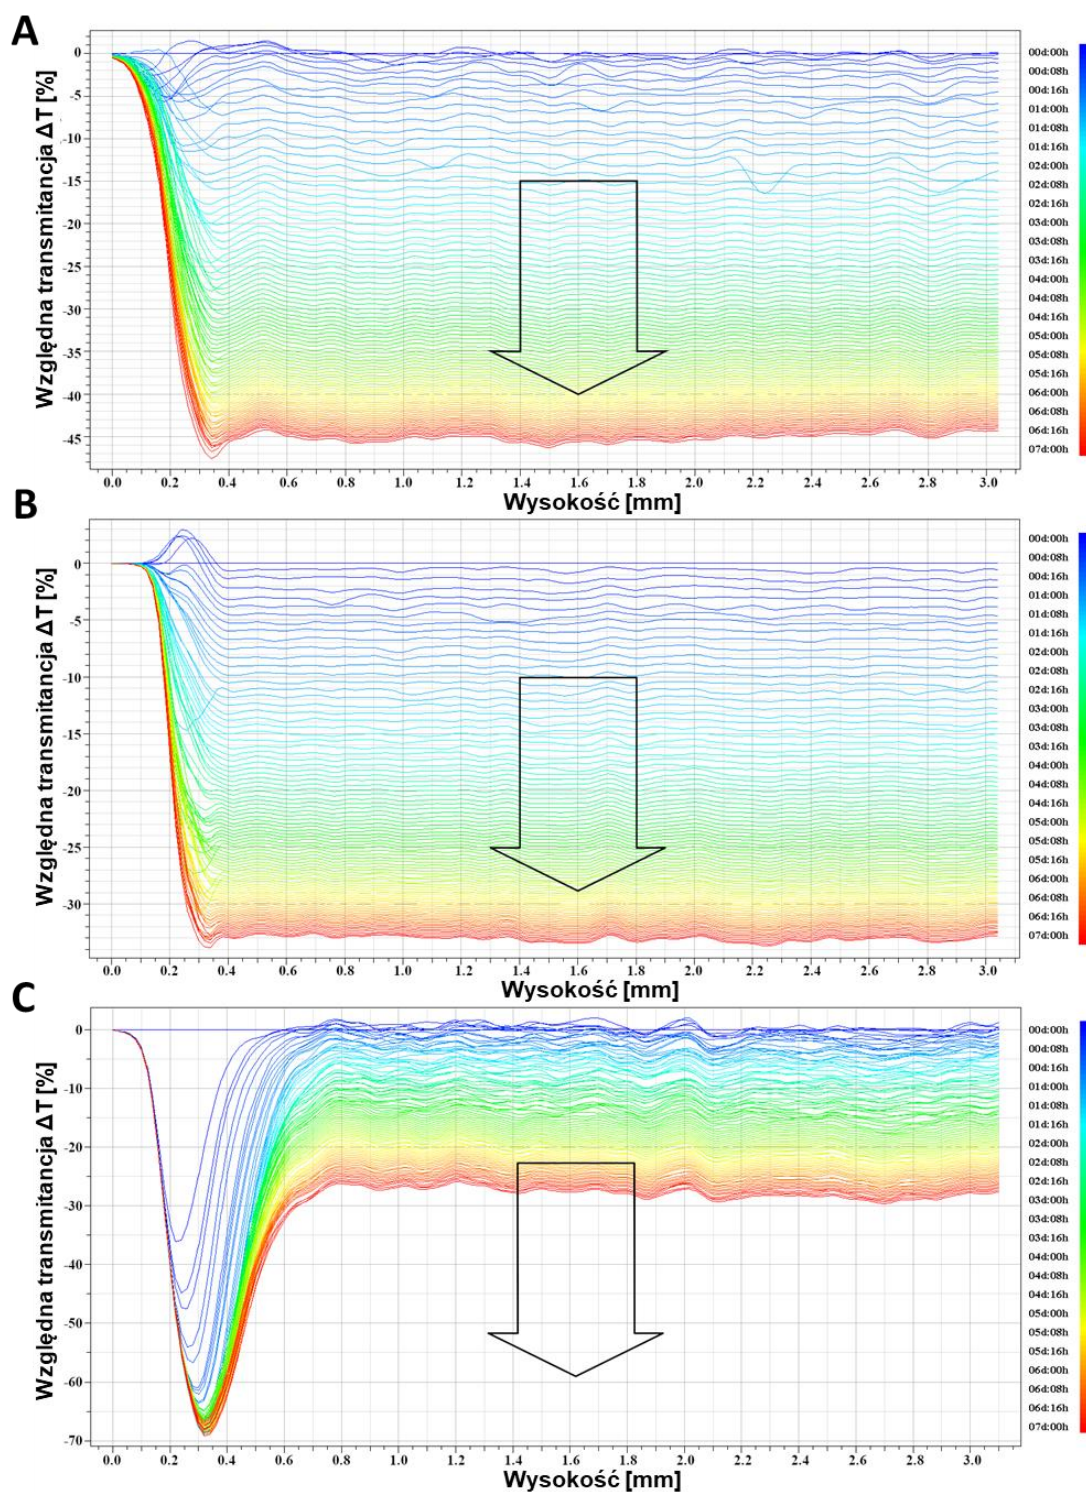 A
Względna transmitancja ΔT [%]
0
-5
-10
-15
-20
-25
-30
-35
-40
-45
0.0 0.2 0.4 0.6 0.8 1.0 1.2 1.4 1.6 1.8 2.0 2.2 2.4 2.6 2.8 3.0
Wysokość [mm]
00d:00h
00d:08h
00d:16h
01d:00h
01d:08h
01d:16h
02d:00h
02d:08h
02d:16h
03d:00h
03d:08h
03d:16h
04d:00h
04d:08h
04d:16h
05d:00h
05d:08h
05d:16h
06d:00h
06d:08h
06d:16h
07d:00h
B
Względna transmitancja ΔT [%]
0
-5
-10
-15
-20
-25
-30
0.0 0.2 0.4 0.6 0.8 1.0 1.2 1.4 1.6 1.8 2.0 2.2 2.4 2.6 2.8 3.0
Wysokość [mm]
00d:00h
00d:08h
00d:16h
01d:00h
01d:08h
01d:16h
02d:00h
02d:08h
02d:16h
03d:00h
03d:08h
03d:16h
04d:00h
04d:08h
04d:16h
05d:00h
05d:08h
05d:16h
06d:00h
06d:08h
06d:16h
07d:00h
C
Względna transmitancja ΔT [%]
0
-10
-20
-30
-40
-50
-60
-70
0.0 0.2 0.4 0.6 0.8 1.0 1.2 1.4 1.6 1.8 2.0 2.2 2.4 2.6 2.8 3.0
Wysokość [mm]
00d:00h
00d:08h
00d:16h
01d:00h
01d:08h
01d:16h
02d:00h
02d:08h
02d:16h
03d:00h
03d:08h
03d:16h
04d:00h
04d:08h
04d:16h
05d:00h
05d:08h
05d:16h
06d:00h
06d:08h
06d:16h
07d:00h